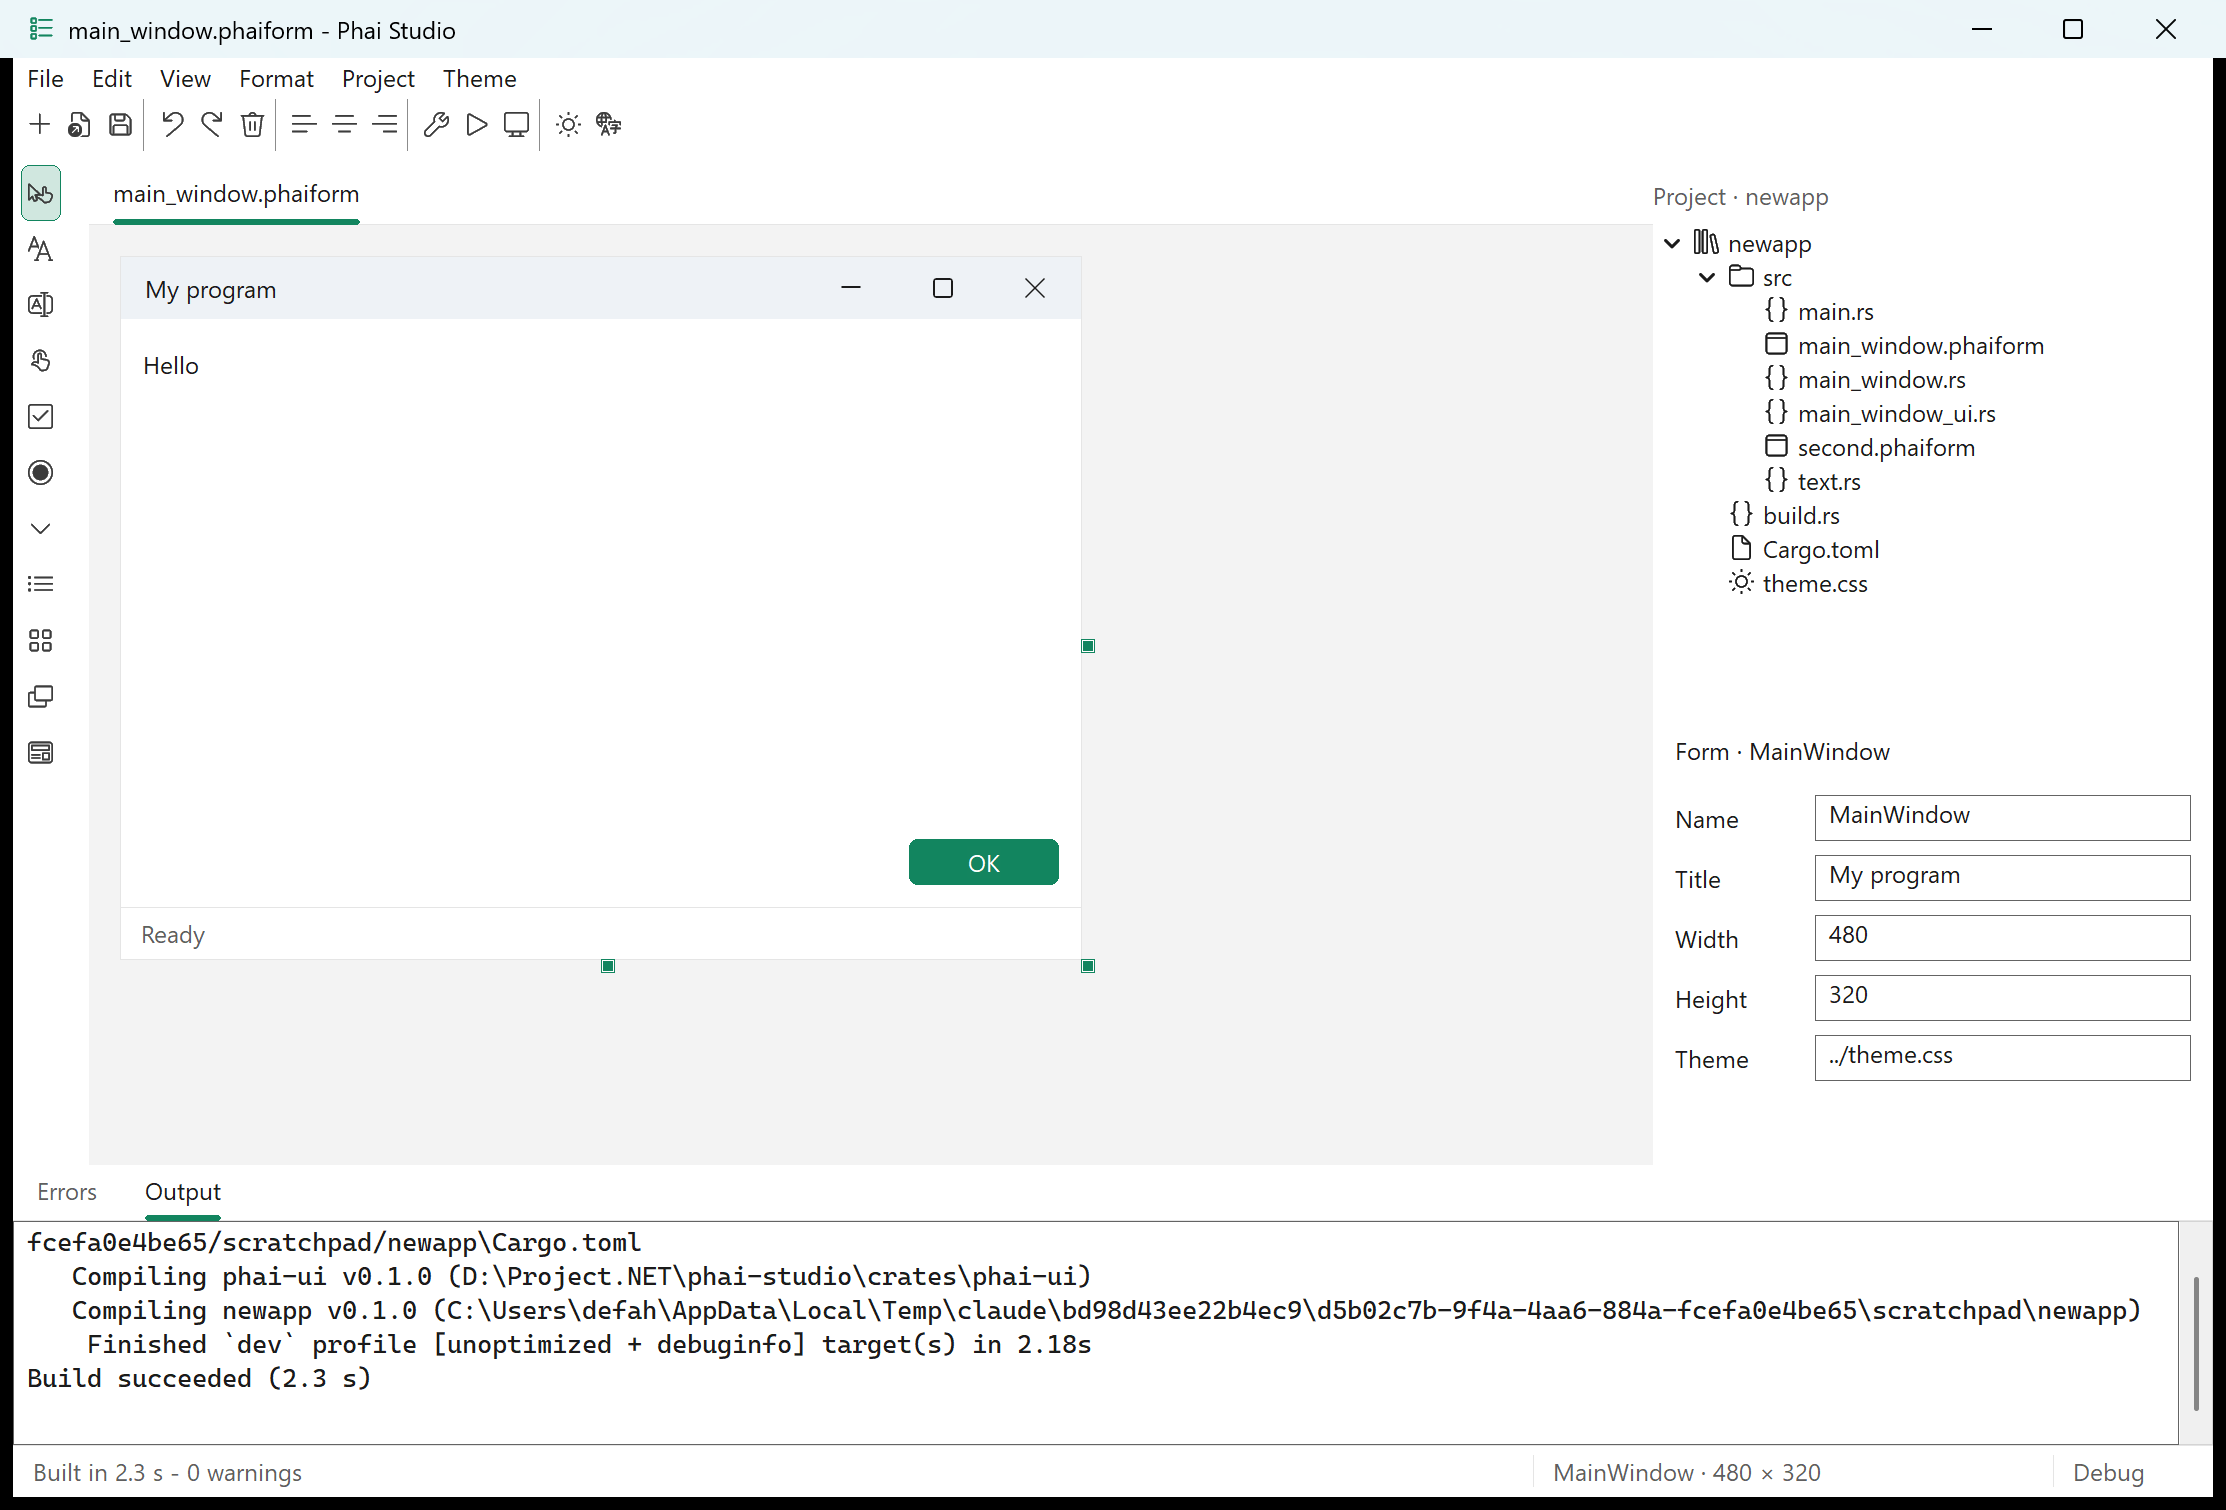 main_window.phaiform - Phai Studio
File Edit View Format Project Theme
main_window.phaiform
My program
Hello
OK
Ready
Project · newapp
newapp
src
main.rs
main_window.phaiform
main_window.rs
main_window_ui.rs
second.phaiform
text.rs
build.rs
Cargo.toml
theme.css
Form · MainWindow
Name MainWindow
Title My program
Width 480
Height 320
Theme ../theme.css
Errors Output
fcefa0e4be65/scratchpad/newapp\Cargo.toml
Compiling phai-ui v0.1.0 (D:\Project.NET\phai-studio\crates\phai-ui)
Compiling newapp v0.1.0 (C:\Users\defah\AppData\Local\Temp\claude\bd98d43ee22b4ec9\d5b02c7b-9f4a-4aa6-884a-fcefa0e4be65\scratchpad\newapp)
Finished `dev` profile [unoptimized + debuginfo] target(s) in 2.18s
Build succeeded (2.3 s)
Built in 2.3 s - 0 warnings
MainWindow · 480 × 320
Debug